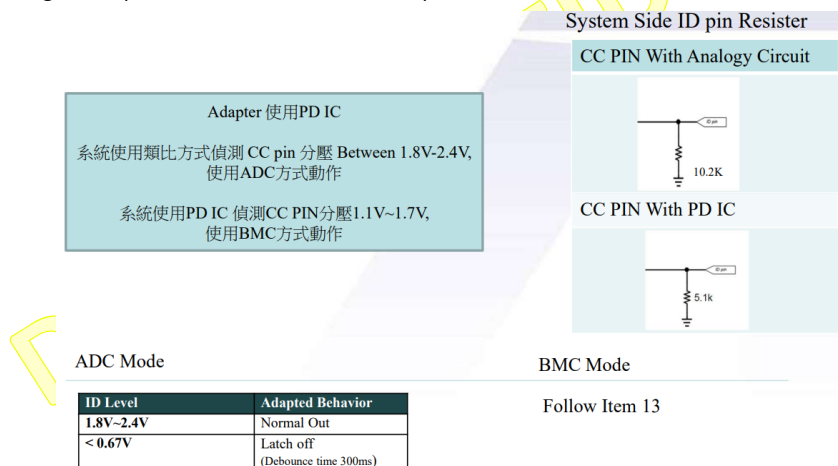 System Side ID pin Resister
CC PIN With Analogy Circuit
ID pin
10.2K
CC PIN With PD IC
ID pin
5.1k
Adapter 使用PD IC
系統使用類比方式偵測 CC pin 分壓 Between 1.8V-2.4V,
使用ADC方式動作
系統使用PD IC 偵測CC PIN分壓1.1V~1.7V,
使用BMC方式動作
ADC Mode
ID Level Adapted Behavior
1.8V~2.4V Normal Out
< 0.67V Latch off
(Debounce time 300ms)
BMC Mode
Follow Item 13